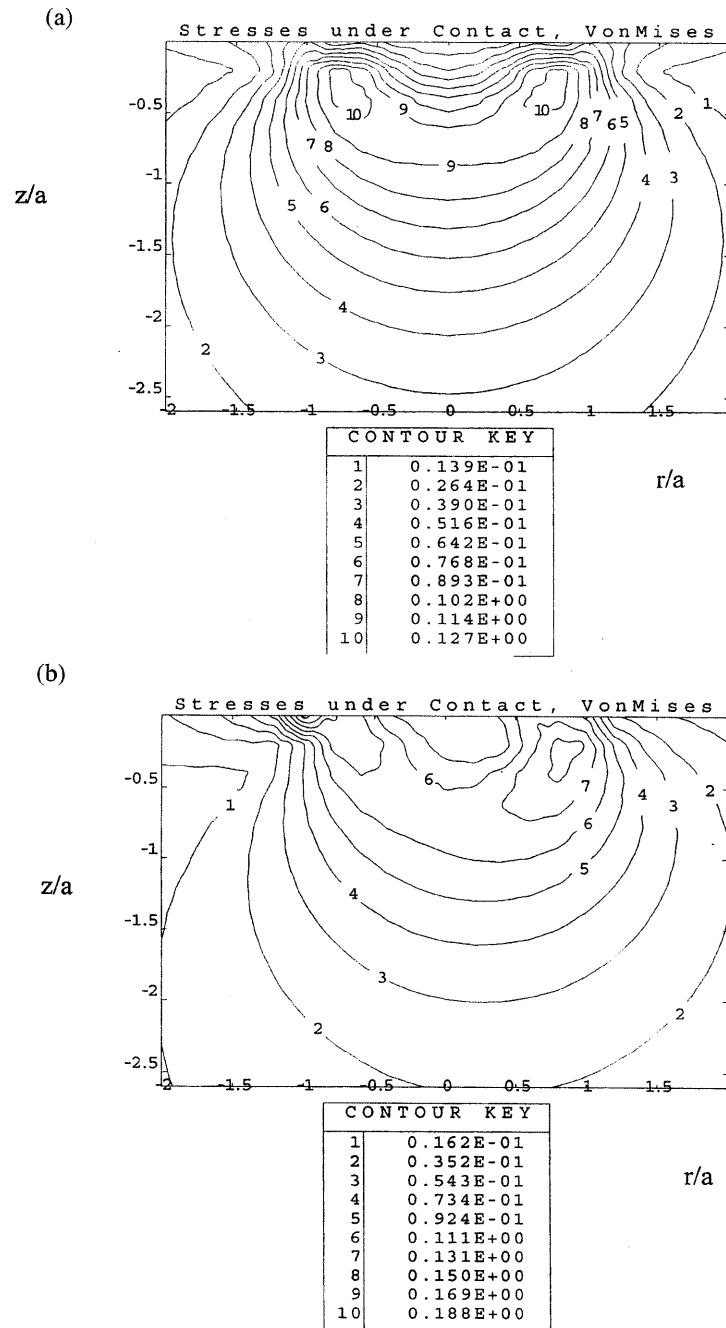 (a)
Stresses under Contact, VonMises
-0.5
-1
-1.5
-2
-2.5
z/a
10
9
10
7
8
8
7
6
5
2
1
9
5
6
4
3
4
2
3
-2
-1.5
-1
-0.5
0
0.5
1
1.5
r/a
CONTOUR KEY
1 0.139E-01
2 0.264E-01
3 0.390E-01
4 0.516E-01
5 0.642E-01
6 0.768E-01
7 0.893E-01
8 0.102E+00
9 0.114E+00
10 0.127E+00
(b)
Stresses under Contact, VonMises
-0.5
-1
-1.5
-2
-2.5
z/a
1
6
7
4
3
2
6
5
4
3
2
2
-2
-1.5
-1
-0.5
0
0.5
1
1.5
r/a
CONTOUR KEY
1 0.162E-01
2 0.352E-01
3 0.543E-01
4 0.734E-01
5 0.924E-01
6 0.111E+00
7 0.131E+00
8 0.150E+00
9 0.169E+00
10 0.188E+00